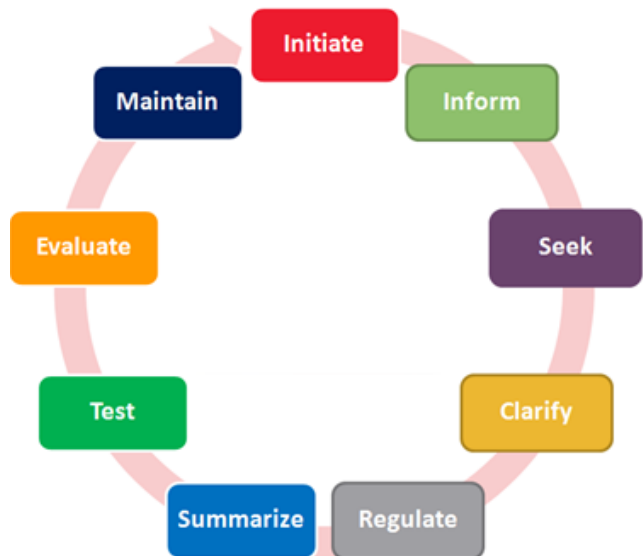 Initiate
Inform
Seek
Clarify
Regulate
Summarize
Test
Evaluate
Maintain